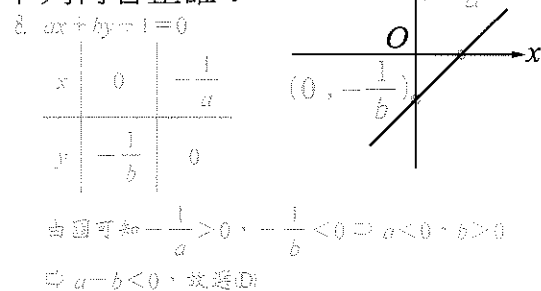 8. ax+by+1=0
x 0 -1/a
y -1/b 0
a
O
x
(0，-1/b)
由圖可知-1/a>0、-1/b<0⇒a<0、b>0
⇒a-b<0，故選(D)